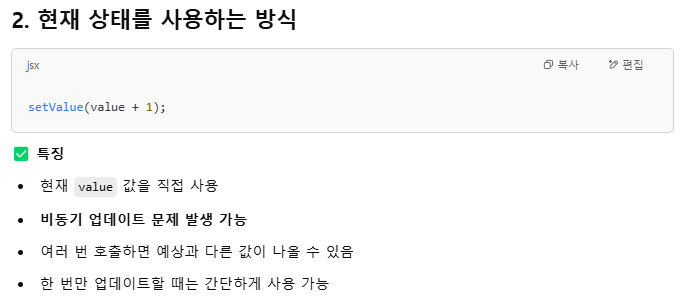 2. 현재 상태를 사용하는 방식
jsx 복사 편집
setValue(value + 1);
특징
현재 value 값을 직접 사용
비동기 업데이트 문제 발생 가능
여러 번 호출하면 예상과 다른 값이 나올 수 있음
한 번만 업데이트할 때는 간단하게 사용 가능